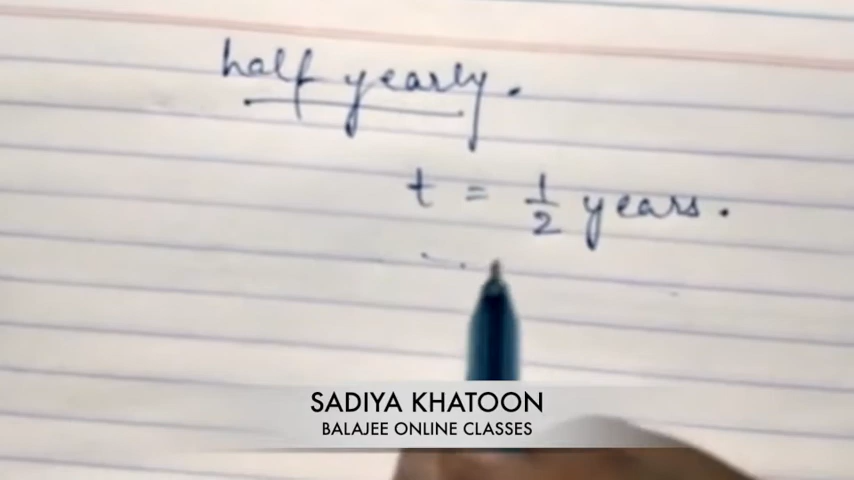 half yearly.
t = 1/2 years.
SADIYA KHATOON
BALAJEE ONLINE CLASSES